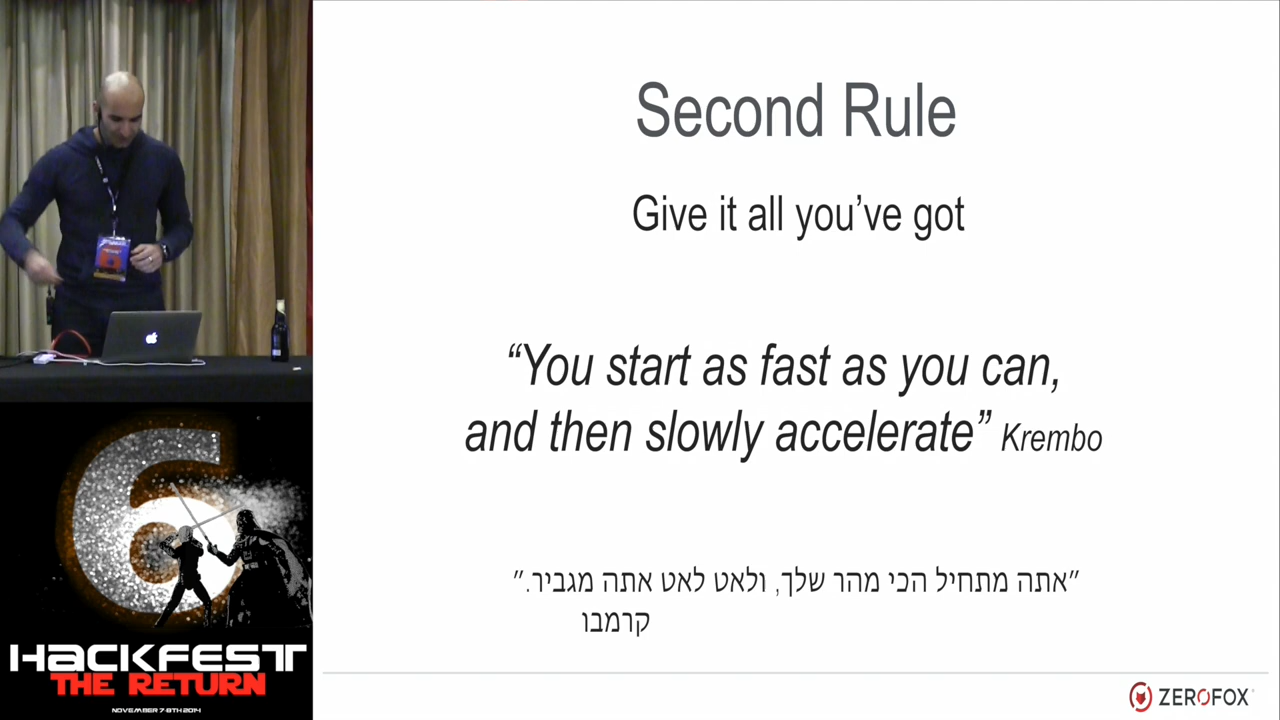 Second Rule
Give it all you’ve got
“You start as fast as you can,
and then slowly accelerate” Krembo
"אתה מתחיל הכי מהר שלך, ולאט לאט אתה מגביר."
קרמבו
ZEROFOX
6
HACKFEST
THE RETURN
NOVEMBER 7-8TH 2014